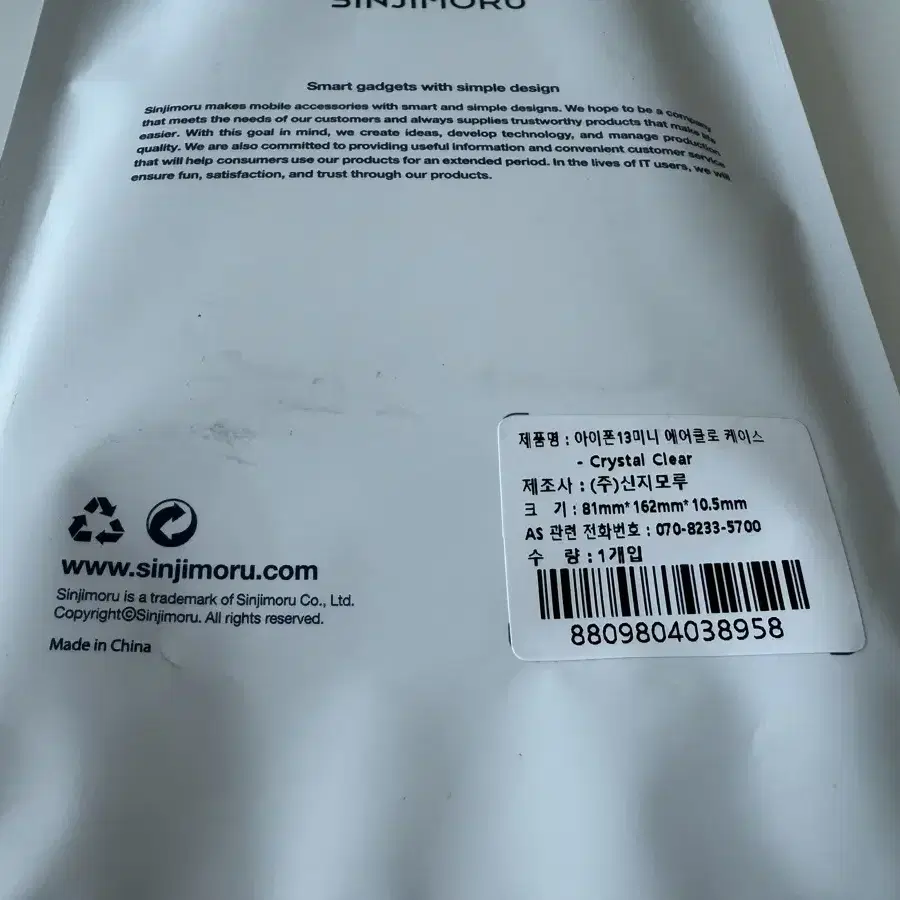 SINJIMORU
Smart gadgets with simple design
Sinjimoru makes mobile accessories with smart and simple designs. We hope to be a company
that meets the needs of our customers and always supplies trustworthy products that make life
easier. With this goal in mind, we create ideas, develop technology, and manage production
quality. We are also committed to providing useful information and convenient customer service
that will help consumers use our products for an extended period. In the lives of IT users, we will
ensure fun, satisfaction, and trust through our products.
제품명 : 아이폰13미니 에어클로 케이스
- Crystal Clear
제조사 : (주)신지모루
크 기 : 81mm*162mm*10.5mm
AS 관련 전화번호 : 070-8233-5700
수 량 : 1개입
8809804038958
www.sinjimoru.com
Sinjimoru is a trademark of Sinjimoru Co., Ltd.
Copyright©Sinjimoru. All rights reserved.
Made in China